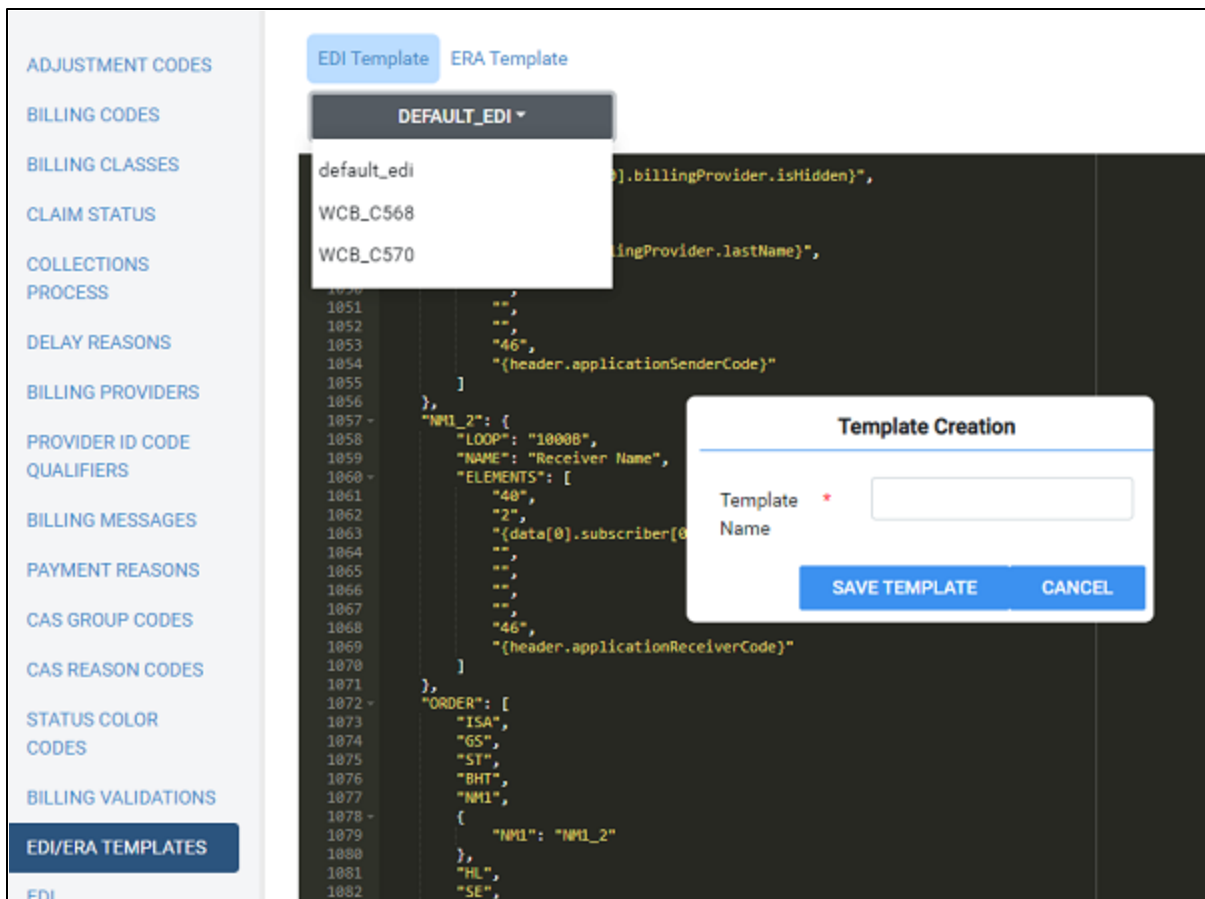 ADJUSTMENT CODES
BILLING CODES
BILLING CLASSES
CLAIM STATUS
COLLECTIONS
PROCESS
DELAY REASONS
BILLING PROVIDERS
PROVIDER ID CODE
QUALIFIERS
BILLING MESSAGES
PAYMENT REASONS
CAS GROUP CODES
CAS REASON CODES
STATUS COLOR
CODES
BILLING VALIDATIONS
EDI/ERA TEMPLATES
EDI
EDI Template ERA Template
DEFAULT_EDI
default_edi
WCB_C568
WCB_C570
].billingProvider.isHidden}",
ingProvider.lastName}",
1050 ",
1051 "",
1052 "",
1053 "46",
1054 "{header.applicationSenderCode}"
1055 ]
1056 },
1057 "NM1_2": {
1058 "LOOP": "1000B",
1059 "NAME": "Receiver Name",
1060 "ELEMENTS": [
1061 "40",
1062 "2",
1063 "{data[0].subscriber[0
1064 "",
1065 "",
1066 "",
1067 "",
1068 "46",
1069 "{header.applicationReceiverCode}"
1070 ]
1071 },
1072 "ORDER": [
1073 "ISA",
1074 "GS",
1075 "ST",
1076 "BHT",
1077 "NM1",
1078 {
1079 "NM1": "NM1_2"
1080 },
1081 "HL",
1082 "SE",
Template Creation
Template *
Name
SAVE TEMPLATE CANCEL